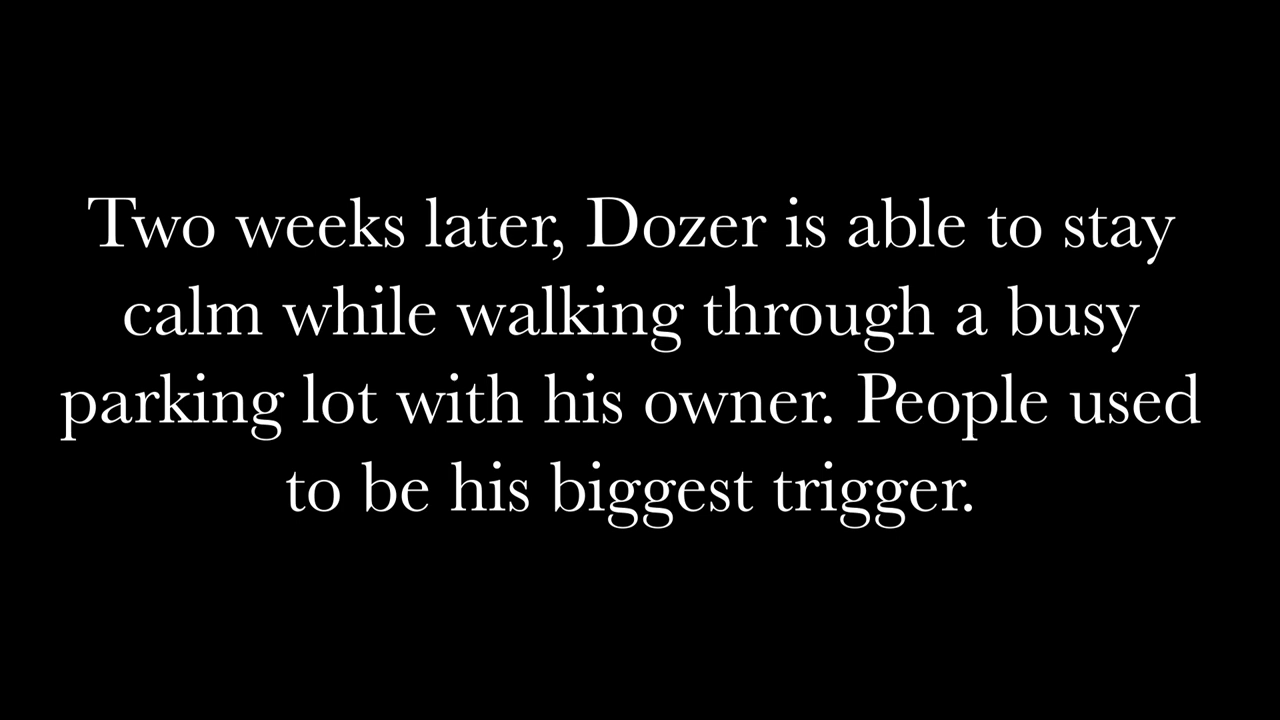 Two weeks later, Dozer is able to stay
calm while walking through a busy
parking lot with his owner. People used
to be his biggest trigger.